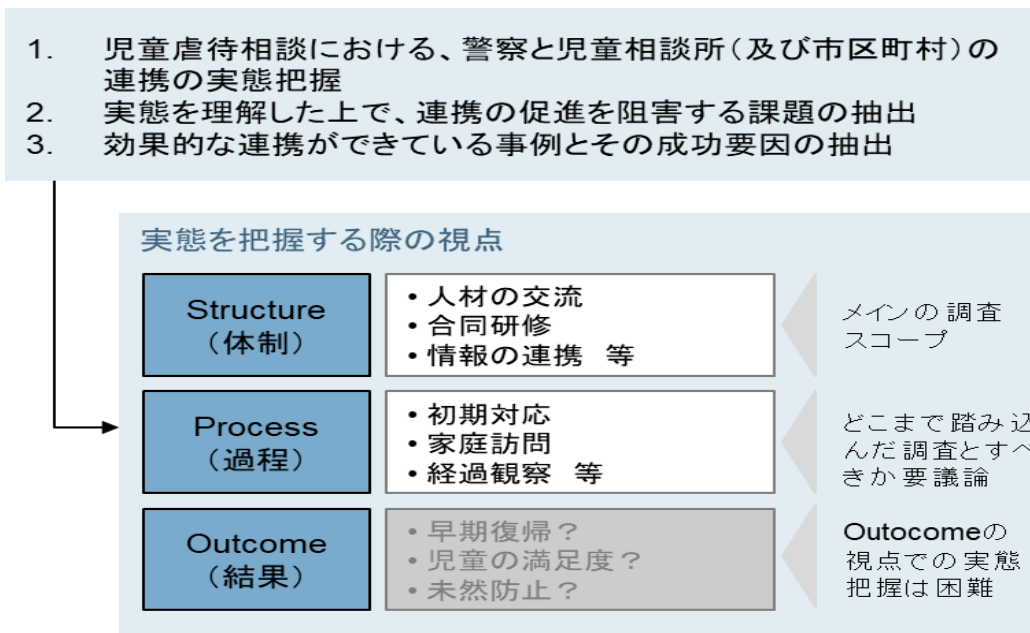 1. 児童虐待相談における、警察と児童相談所（及び市区町村）の
連携の実態把握
2. 実態を理解した上で、連携の促進を阻害する課題の抽出
3. 効果的な連携ができている事例とその成功要因の抽出
実態を把握する際の視点
Structure
（体制）
・人材の交流
・合同研修
・情報の連携 等
メインの調査
スコープ
Process
（過程）
・初期対応
・家庭訪問
・経過観察 等
どこまで踏み込
んだ調査とすべ
きか要議論
Outcome
（結果）
・早期復帰？
・児童の満足度？
・未然防止？
Outocomeの
視点での実態
把握は困難